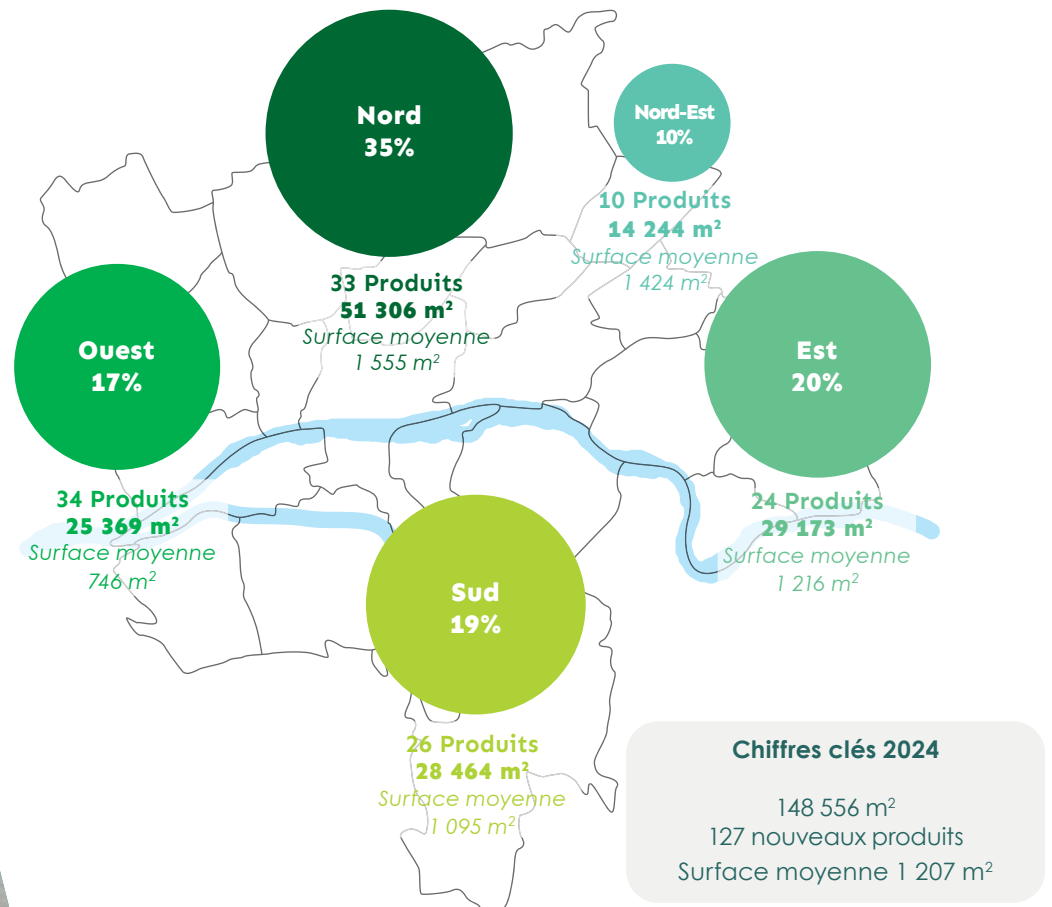 Nord
35%
33 Produits
51 306 m²
Surface moyenne
1 555 m²
Nord-Est
10%
10 Produits
14 244 m²
Surface moyenne
1 424 m²
Ouest
17%
34 Produits
25 369 m²
Surface moyenne
746 m²
Est
20%
24 Produits
29 173 m²
Surface moyenne
1 216 m²
Sud
19%
26 Produits
28 464 m²
Surface moyenne
1 095 m²
Chiffres clés 2024
148 556 m²
127 nouveaux produits
Surface moyenne 1 207 m²